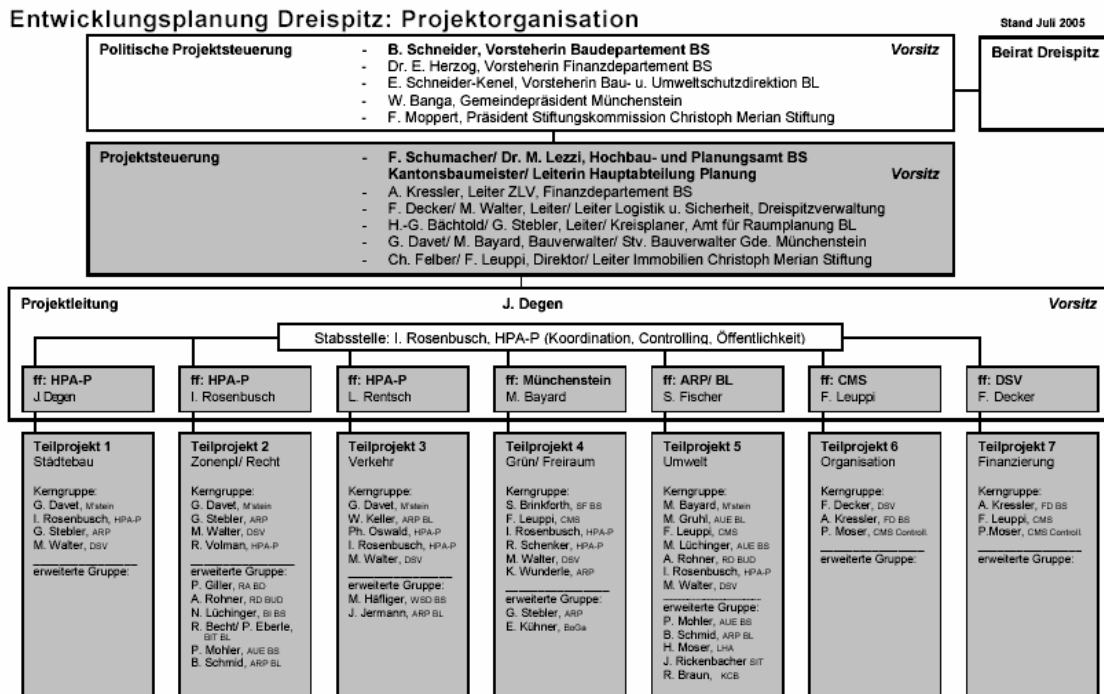 Entwicklungsplanung Dreispitz: Projektorganisation
Stand Juli 2005
Politische Projektsteuerung - B. Schneider, Vorsteherin Baudepartement BS Vorsitz
- Dr. E. Herzog, Vorsteherin Finanzdepartement BS
- E. Schneider-Kenel, Vorsteherin Bau- u. Umweltschutzdirektion BL
- W. Banga, Gemeindepräsident Münchenstein
- F. Moppert, Präsident Stiftungskommission Christoph Merian Stiftung
Beirat Dreispitz
Projektsteuerung - F. Schumacher/ Dr. M. Lezzi, Hochbau- und Planungsamt BS
Kantonsbaumeister/ Leiterin Hauptabteilung Planung Vorsitz
- A. Kressler, Leiter ZLV, Finanzdepartement BS
- F. Decker/ M. Walter, Leiter/ Leiter Logistik u. Sicherheit, Dreispitzverwaltung
- H.-G. Bächtold/ G. Stebler, Leiter/ Kreisplaner, Amt für Raumplanung BL
- G. Davet/ M. Bayard, Bauverwalter/ Stv. Bauverwalter Gde. Münchenstein
- Ch. Felber/ F. Leuppi, Direktor/ Leiter Immobilien Christoph Merian Stiftung
Projektleitung J. Degen Vorsitz
Stabsstelle: I. Rosenbusch, HPA-P (Koordination, Controlling, Öffentlichkeit)
ff: HPA-P
J. Degen
ff: HPA-P
I. Rosenbusch
ff: HPA-P
L. Rentsch
ff: Münchenstein
M. Bayard
ff: ARP/ BL
S. Fischer
ff: CMS
F. Leuppi
ff: DSV
F. Decker
Teilprojekt 1
Städtebau
Kerngruppe:
G. Davet, M'stein
I. Rosenbusch, HPA-P
G. Stebler, ARP
M. Walter, DSV
erweiterte Gruppe:
Teilprojekt 2
Zonenpl/ Recht
Kerngruppe:
G. Davet, M'stein
G. Stebler, ARP
M. Walter, DSV
R. Volman, HPA-P
erweiterte Gruppe:
P. Giller, RA BD
A. Rohner, RD BUD
N. Lüchinger, BI BS
R. Becht/ P. Eberle,
BIT BL
P. Mohler, AUE BS
B. Schmid, ARP BL
Teilprojekt 3
Verkehr
Kerngruppe:
G. Davet, M'stein
W. Keller, ARP BL
Ph. Oswald, HPA-P
I. Rosenbusch, HPA-P
M. Walter, DSV
erweiterte Gruppe:
M. Häfliger, WSD BS
J. Jermann, ARP BL
Teilprojekt 4
Grün/ Freiraum
Kerngruppe:
S. Brinkforth, SF BS
F. Leuppi, CMS
I. Rosenbusch, HPA-P
R. Schenker, HPA-P
M. Walter, DSV
K. Wunderle, ARP
erweiterte Gruppe:
G. Stebler, ARP
E. Kühner, BoGa
Teilprojekt 5
Umwelt
Kerngruppe:
M. Bayard, M'stein
M. Gruhl, AUE BL
F. Leuppi, CMS
M. Lüchinger, AUE BS
A. Rohner, RD BUD
I. Rosenbusch, HPA-P
M. Walter, DSV
erweiterte Gruppe:
P. Mohler, AUE BS
B. Schmid, ARP BL
H. Moser, LHA
J. Rickenbacher SIT
R. Braun, KCB
Teilprojekt 6
Organisation
Kerngruppe:
F. Decker, DSV
A. Kressler, FD BS
P. Moser, CMS Controll.
erweiterte Gruppe:
Teilprojekt 7
Finanzierung
Kerngruppe:
A. Kressler, FD BS
F. Leuppi, CMS
P.Moser, CMS Controll.
erweiterte Gruppe: